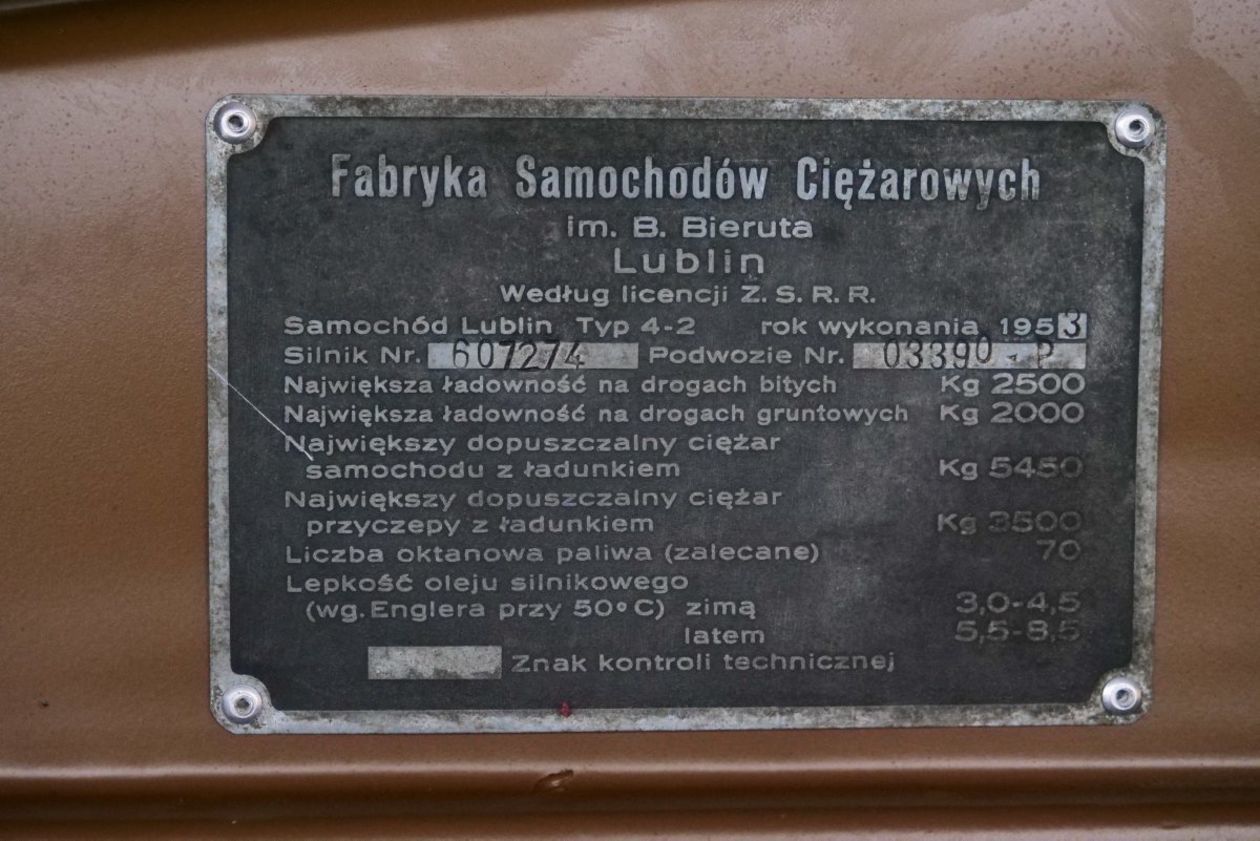 Fabryka Samochodów Ciężarowych
im. B. Bieruta
Lublin
Według licencji Z. S. R. R.
Samochód Lublin Typ 4-2 rok wykonania 1953
Silnik Nr. 607274 Podwozie Nr. 03390 - P
Największa ładowność na drogach bitych Kg 2500
Największa ładowność na drogach gruntowych Kg 2000
Największy dopuszczalny ciężar
samochodu z ładunkiem Kg 5450
Największy dopuszczalny ciężar
przyczepy z ładunkiem Kg 3500
Liczba oktanowa paliwa (zalecane) 70
Lepkość oleju silnikowego
(wg. Englera przy 50° C) zimą 3,0-4,5
latem 5,5-8,5
Znak kontroli technicznej